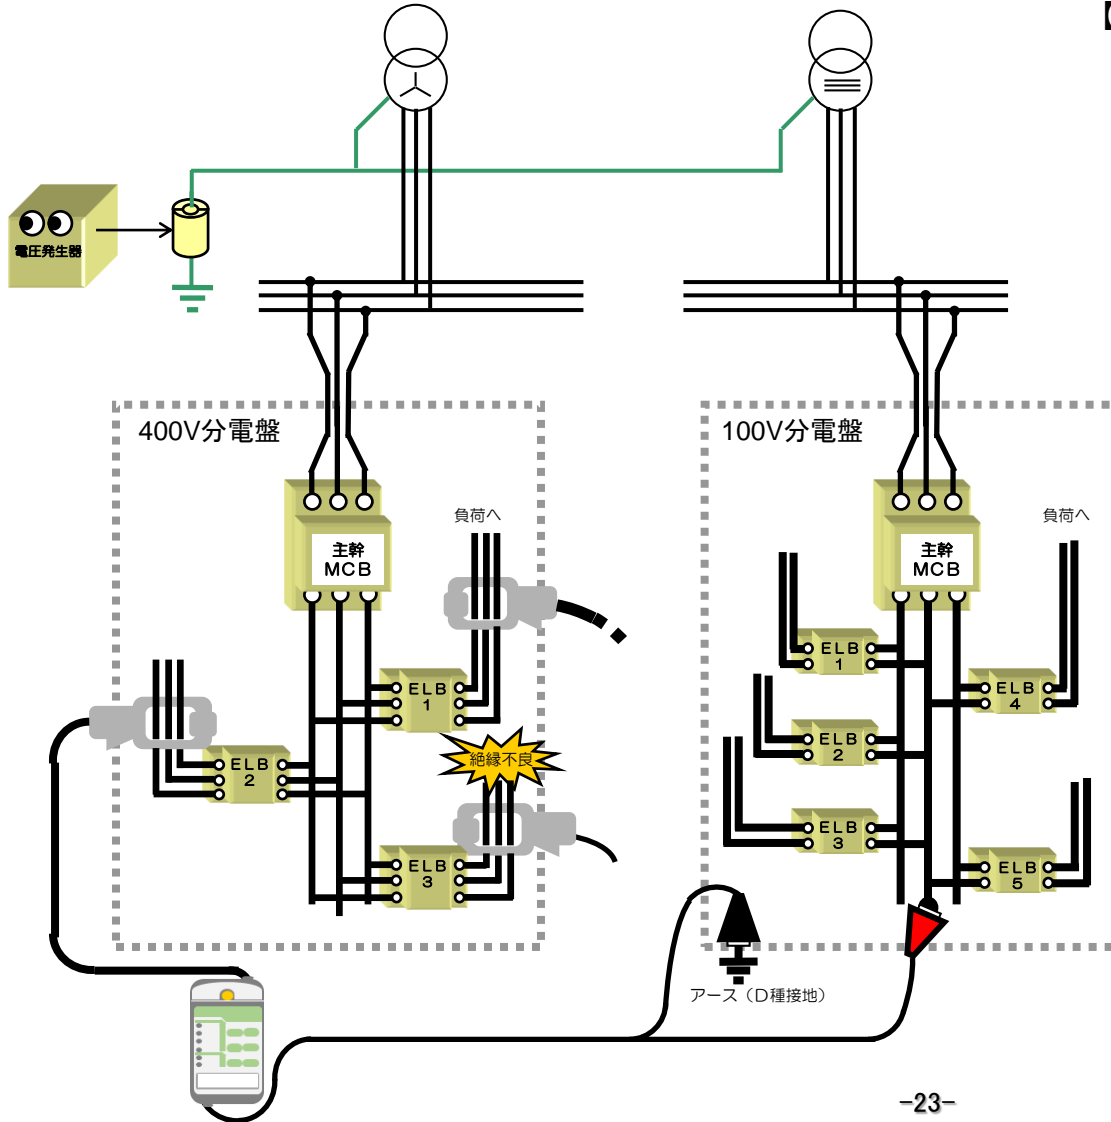 【
電圧発生器
400V分電盤
主幹
MCB
負荷へ
ELB
1
ELB
2
絶縁不良
ELB
3
100V分電盤
主幹
MCB
負荷へ
ELB
1
ELB
2
ELB
3
ELB
4
ELB
5
アース（D種接地）
-23-